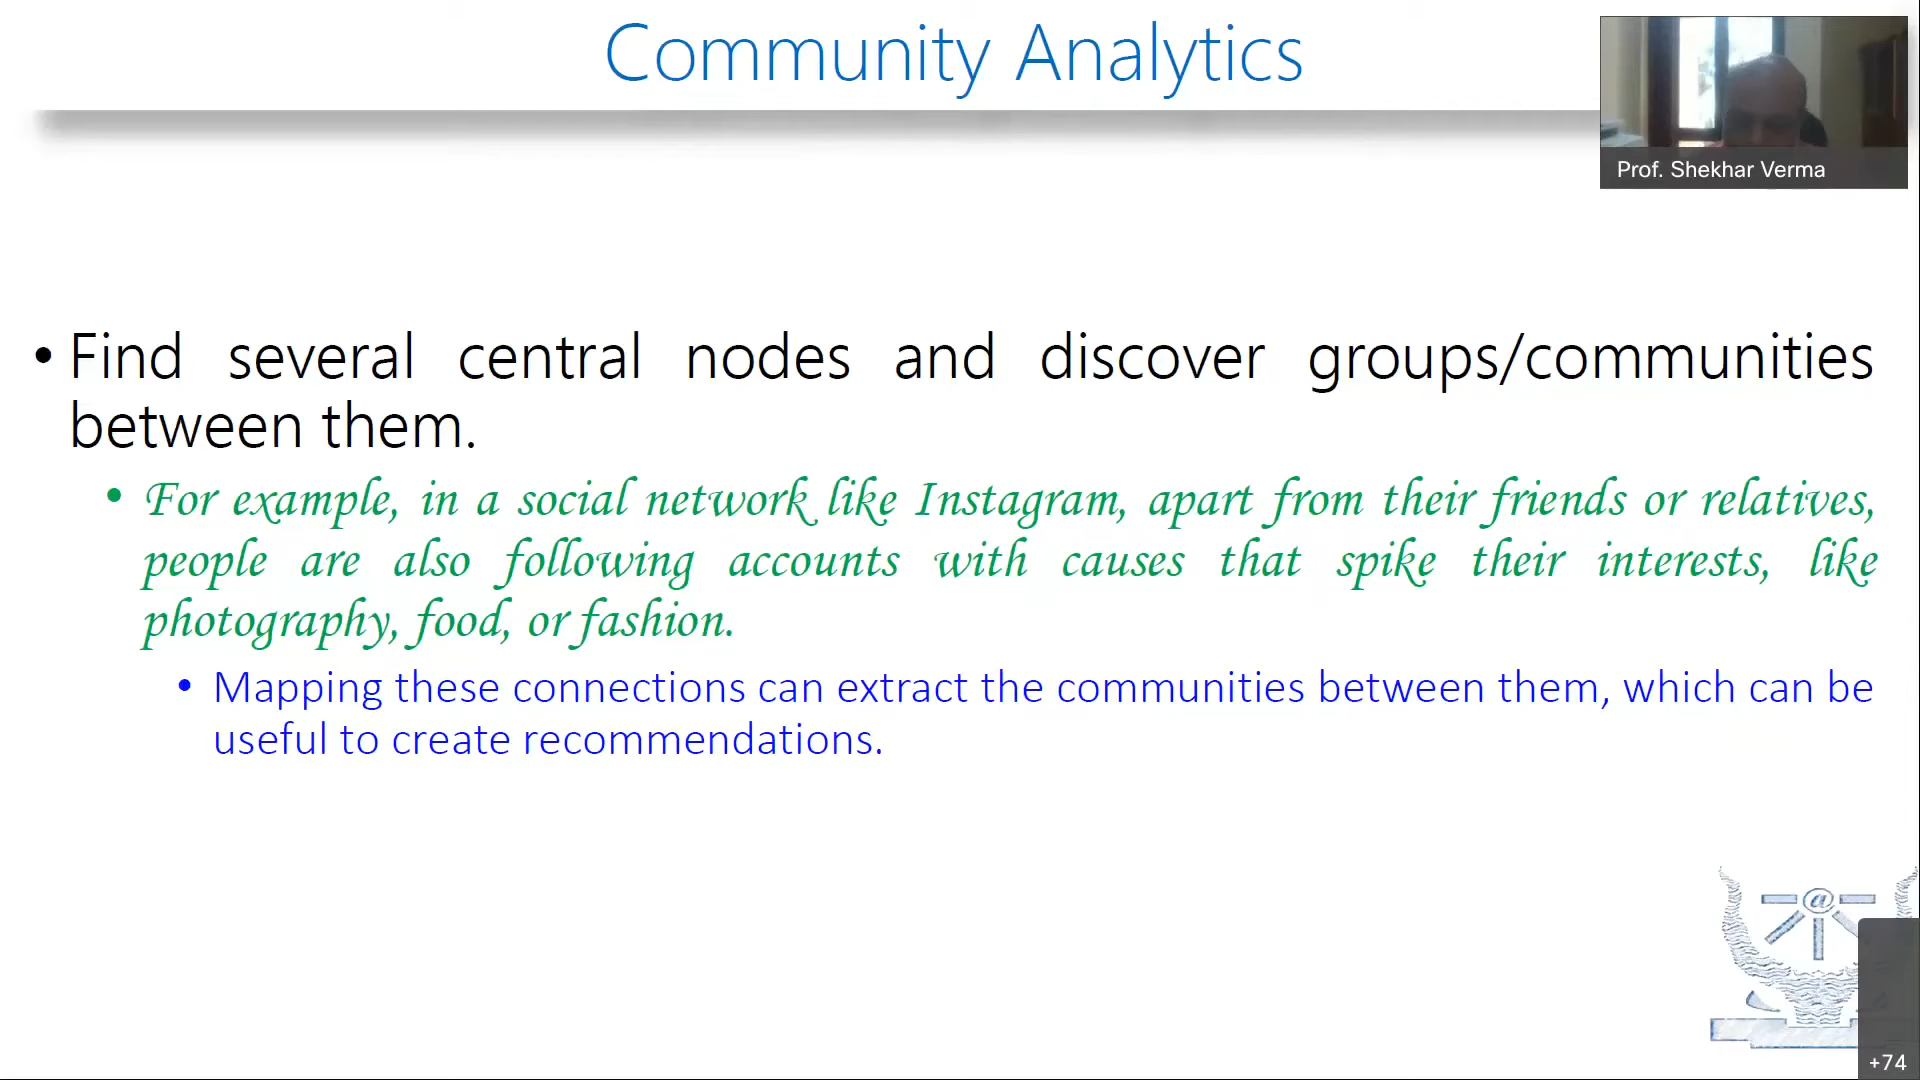 Community Analytics
Prof. Shekhar Verma
• Find several central nodes and discover groups/communities
between them.
• For example, in a social network like Instagram, apart from their friends or relatives,
people are also following accounts with causes that spike their interests, like
photography, food, or fashion.
• Mapping these connections can extract the communities between them, which can be
useful to create recommendations.
@
+74